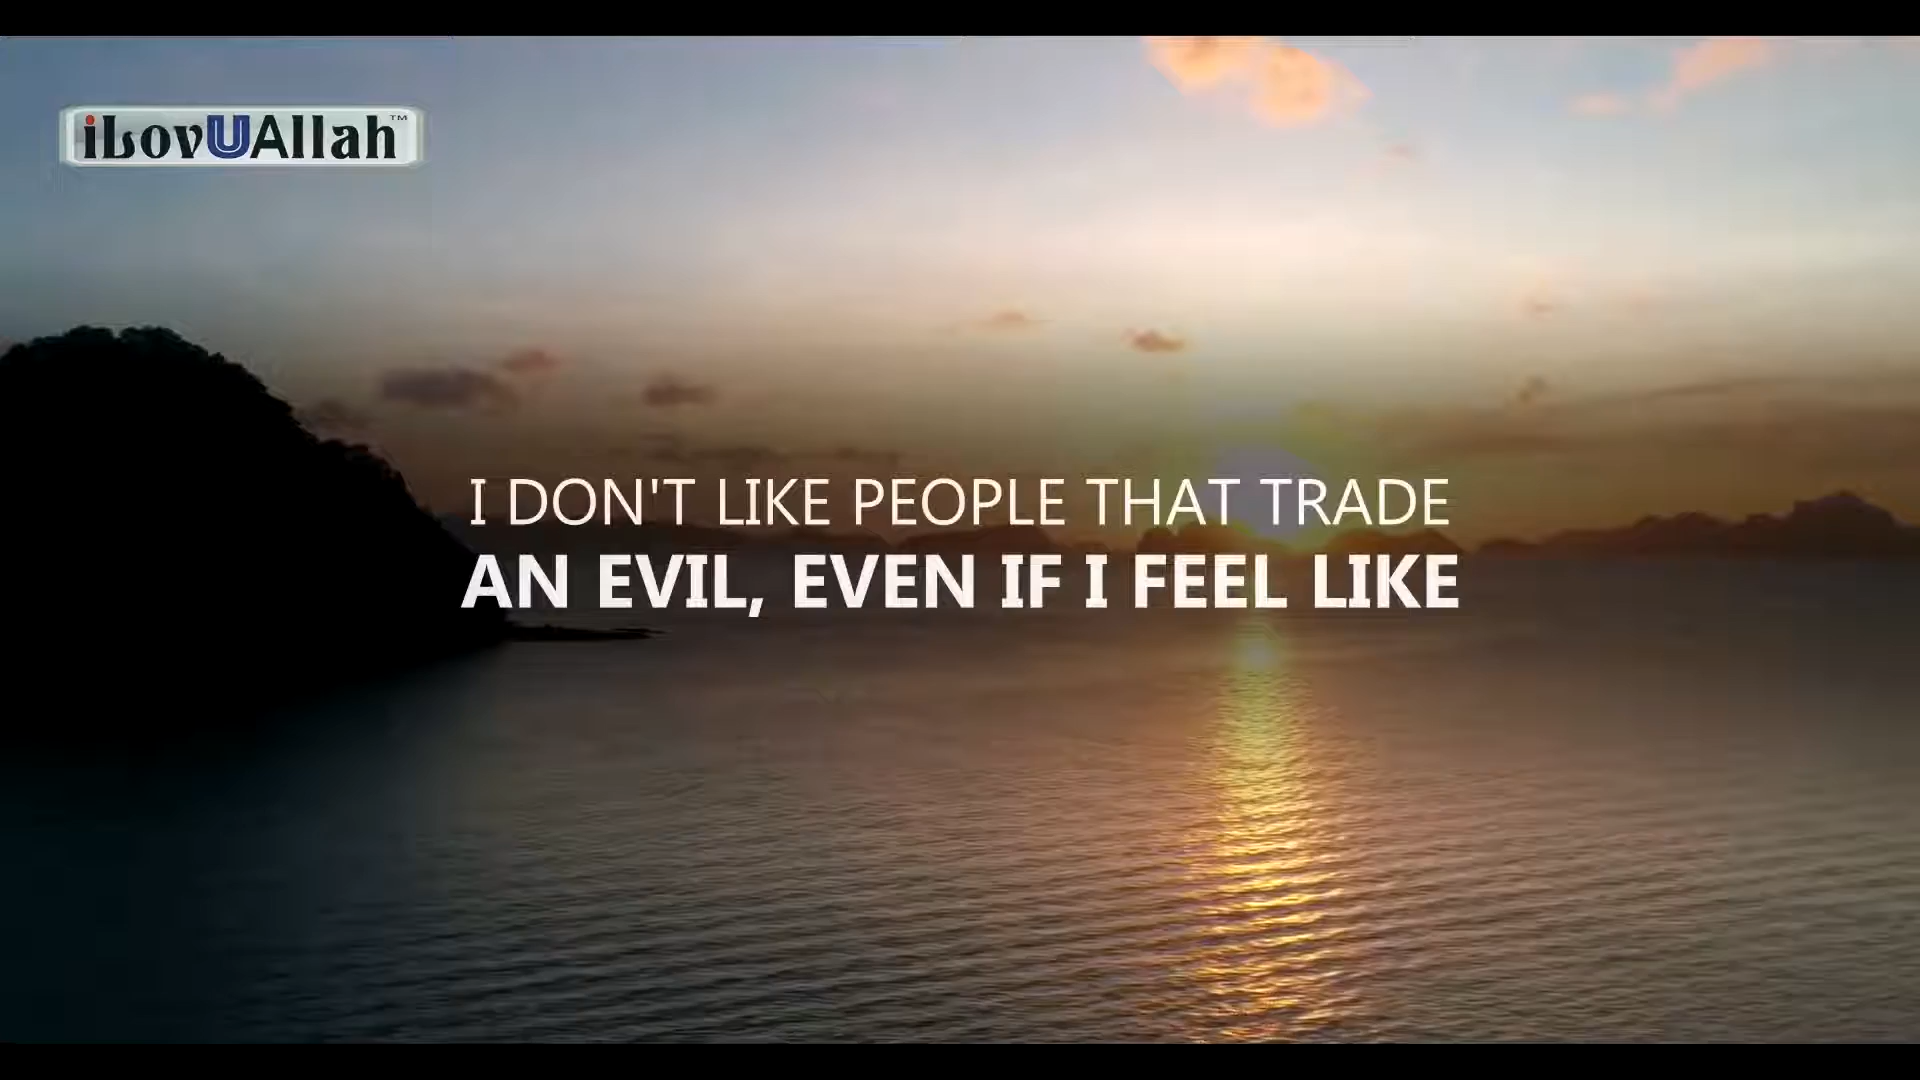 iLovUAllah™
I DON'T LIKE PEOPLE THAT TRADE
AN EVIL, EVEN IF I FEEL LIKE